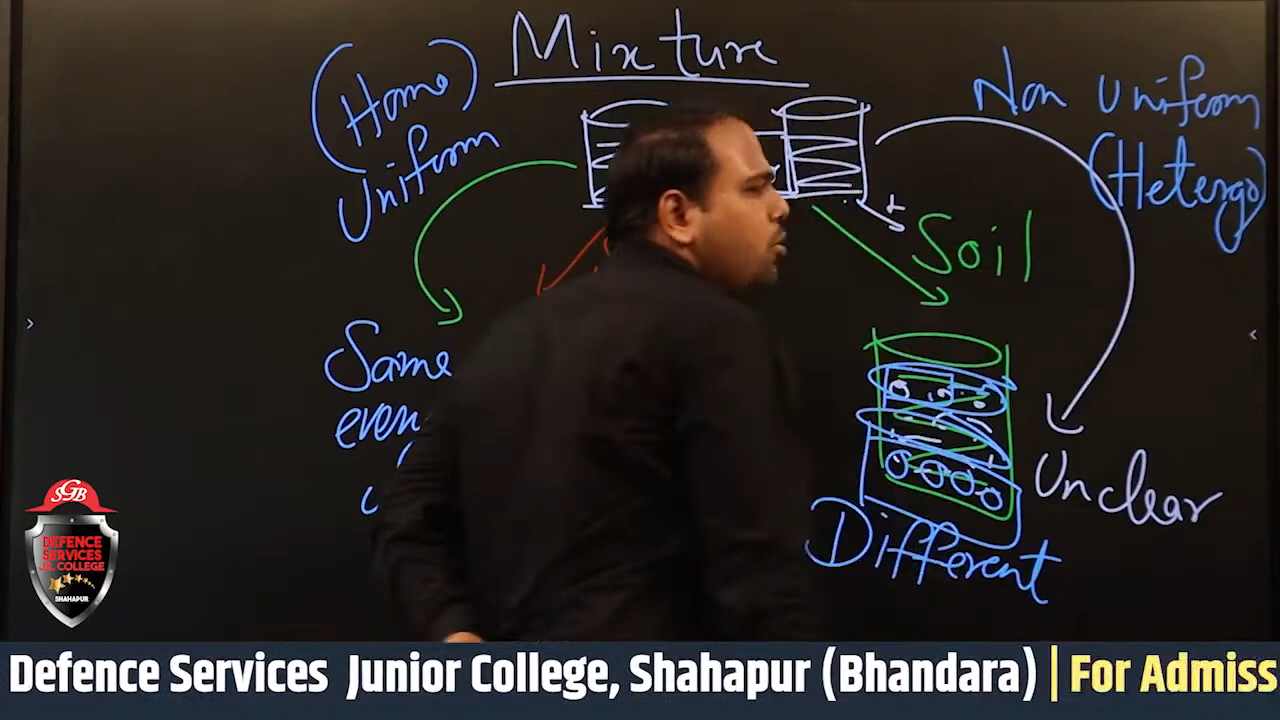 Mixture
(Homo)
Uniform
Non Uniform
(Hetergo)
Soil
Same
even
Unclear
Different
SGB
DEFENCE
SERVICES
JR. COLLEGE
SHAHAPUR
Defence Services Junior College, Shahapur (Bhandara) | For Admiss